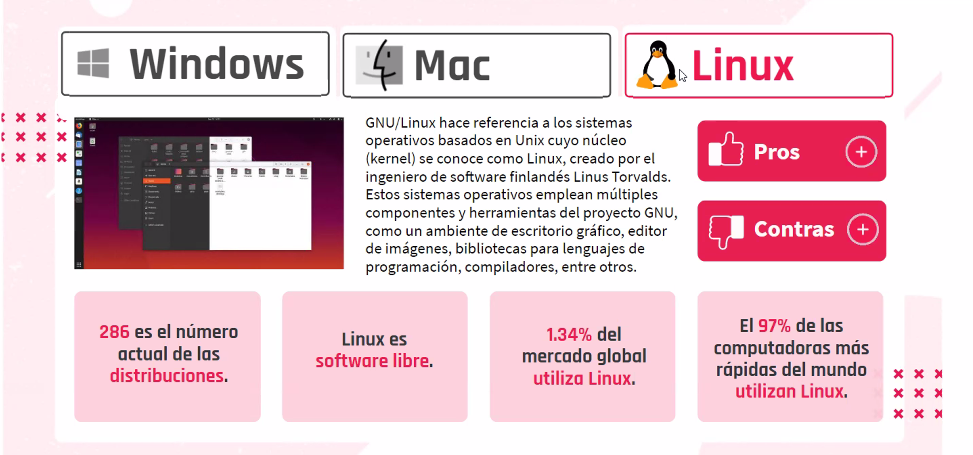 Windows
Mac
Linux
GNU/Linux hace referencia a los sistemas
operativos basados en Unix cuyo núcleo
(kernel) se conoce como Linux, creado por el
ingeniero de software finlandés Linus Torvalds.
Estos sistemas operativos emplean múltiples
componentes y herramientas del proyecto GNU,
como un ambiente de escritorio gráfico, editor
de imágenes, bibliotecas para lenguajes de
programación, compiladores, entre otros.
Pros
Contras
286 es el número
actual de las
distribuciones.
Linux es
software libre.
1.34% del
mercado global
utiliza Linux.
El 97% de las
computadoras más
rápidas del mundo
utilizan Linux.